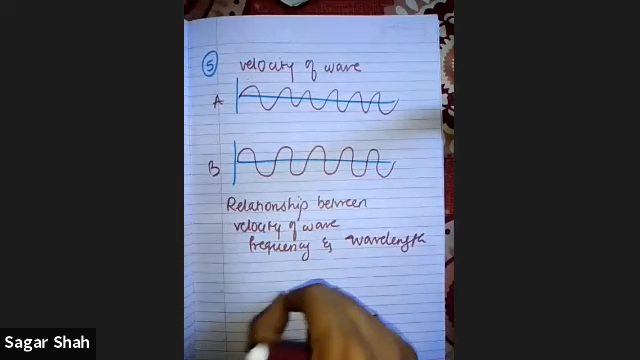 5 velocity of wave
A
B
Relationship between
velocity of wave
frequency & wavelength
Sagar Shah